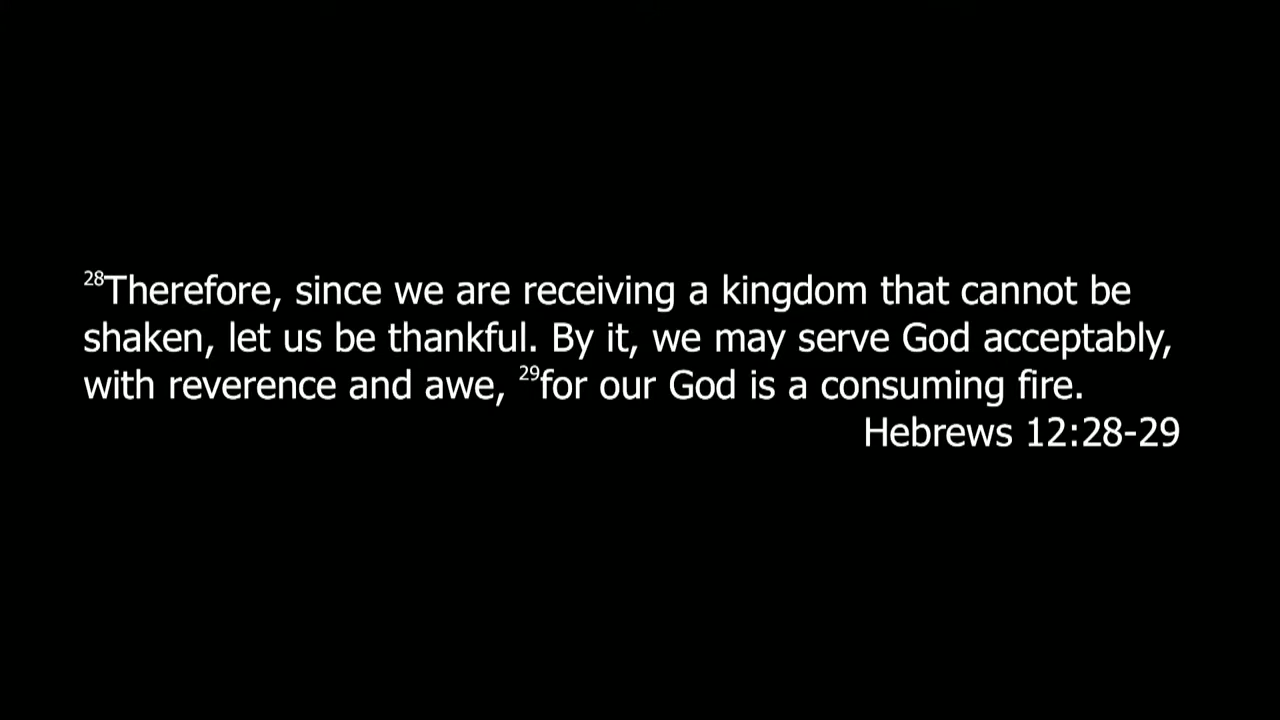 ²⁸Therefore, since we are receiving a kingdom that cannot be
shaken, let us be thankful. By it, we may serve God acceptably,
with reverence and awe, ²⁹for our God is a consuming fire.
Hebrews 12:28-29